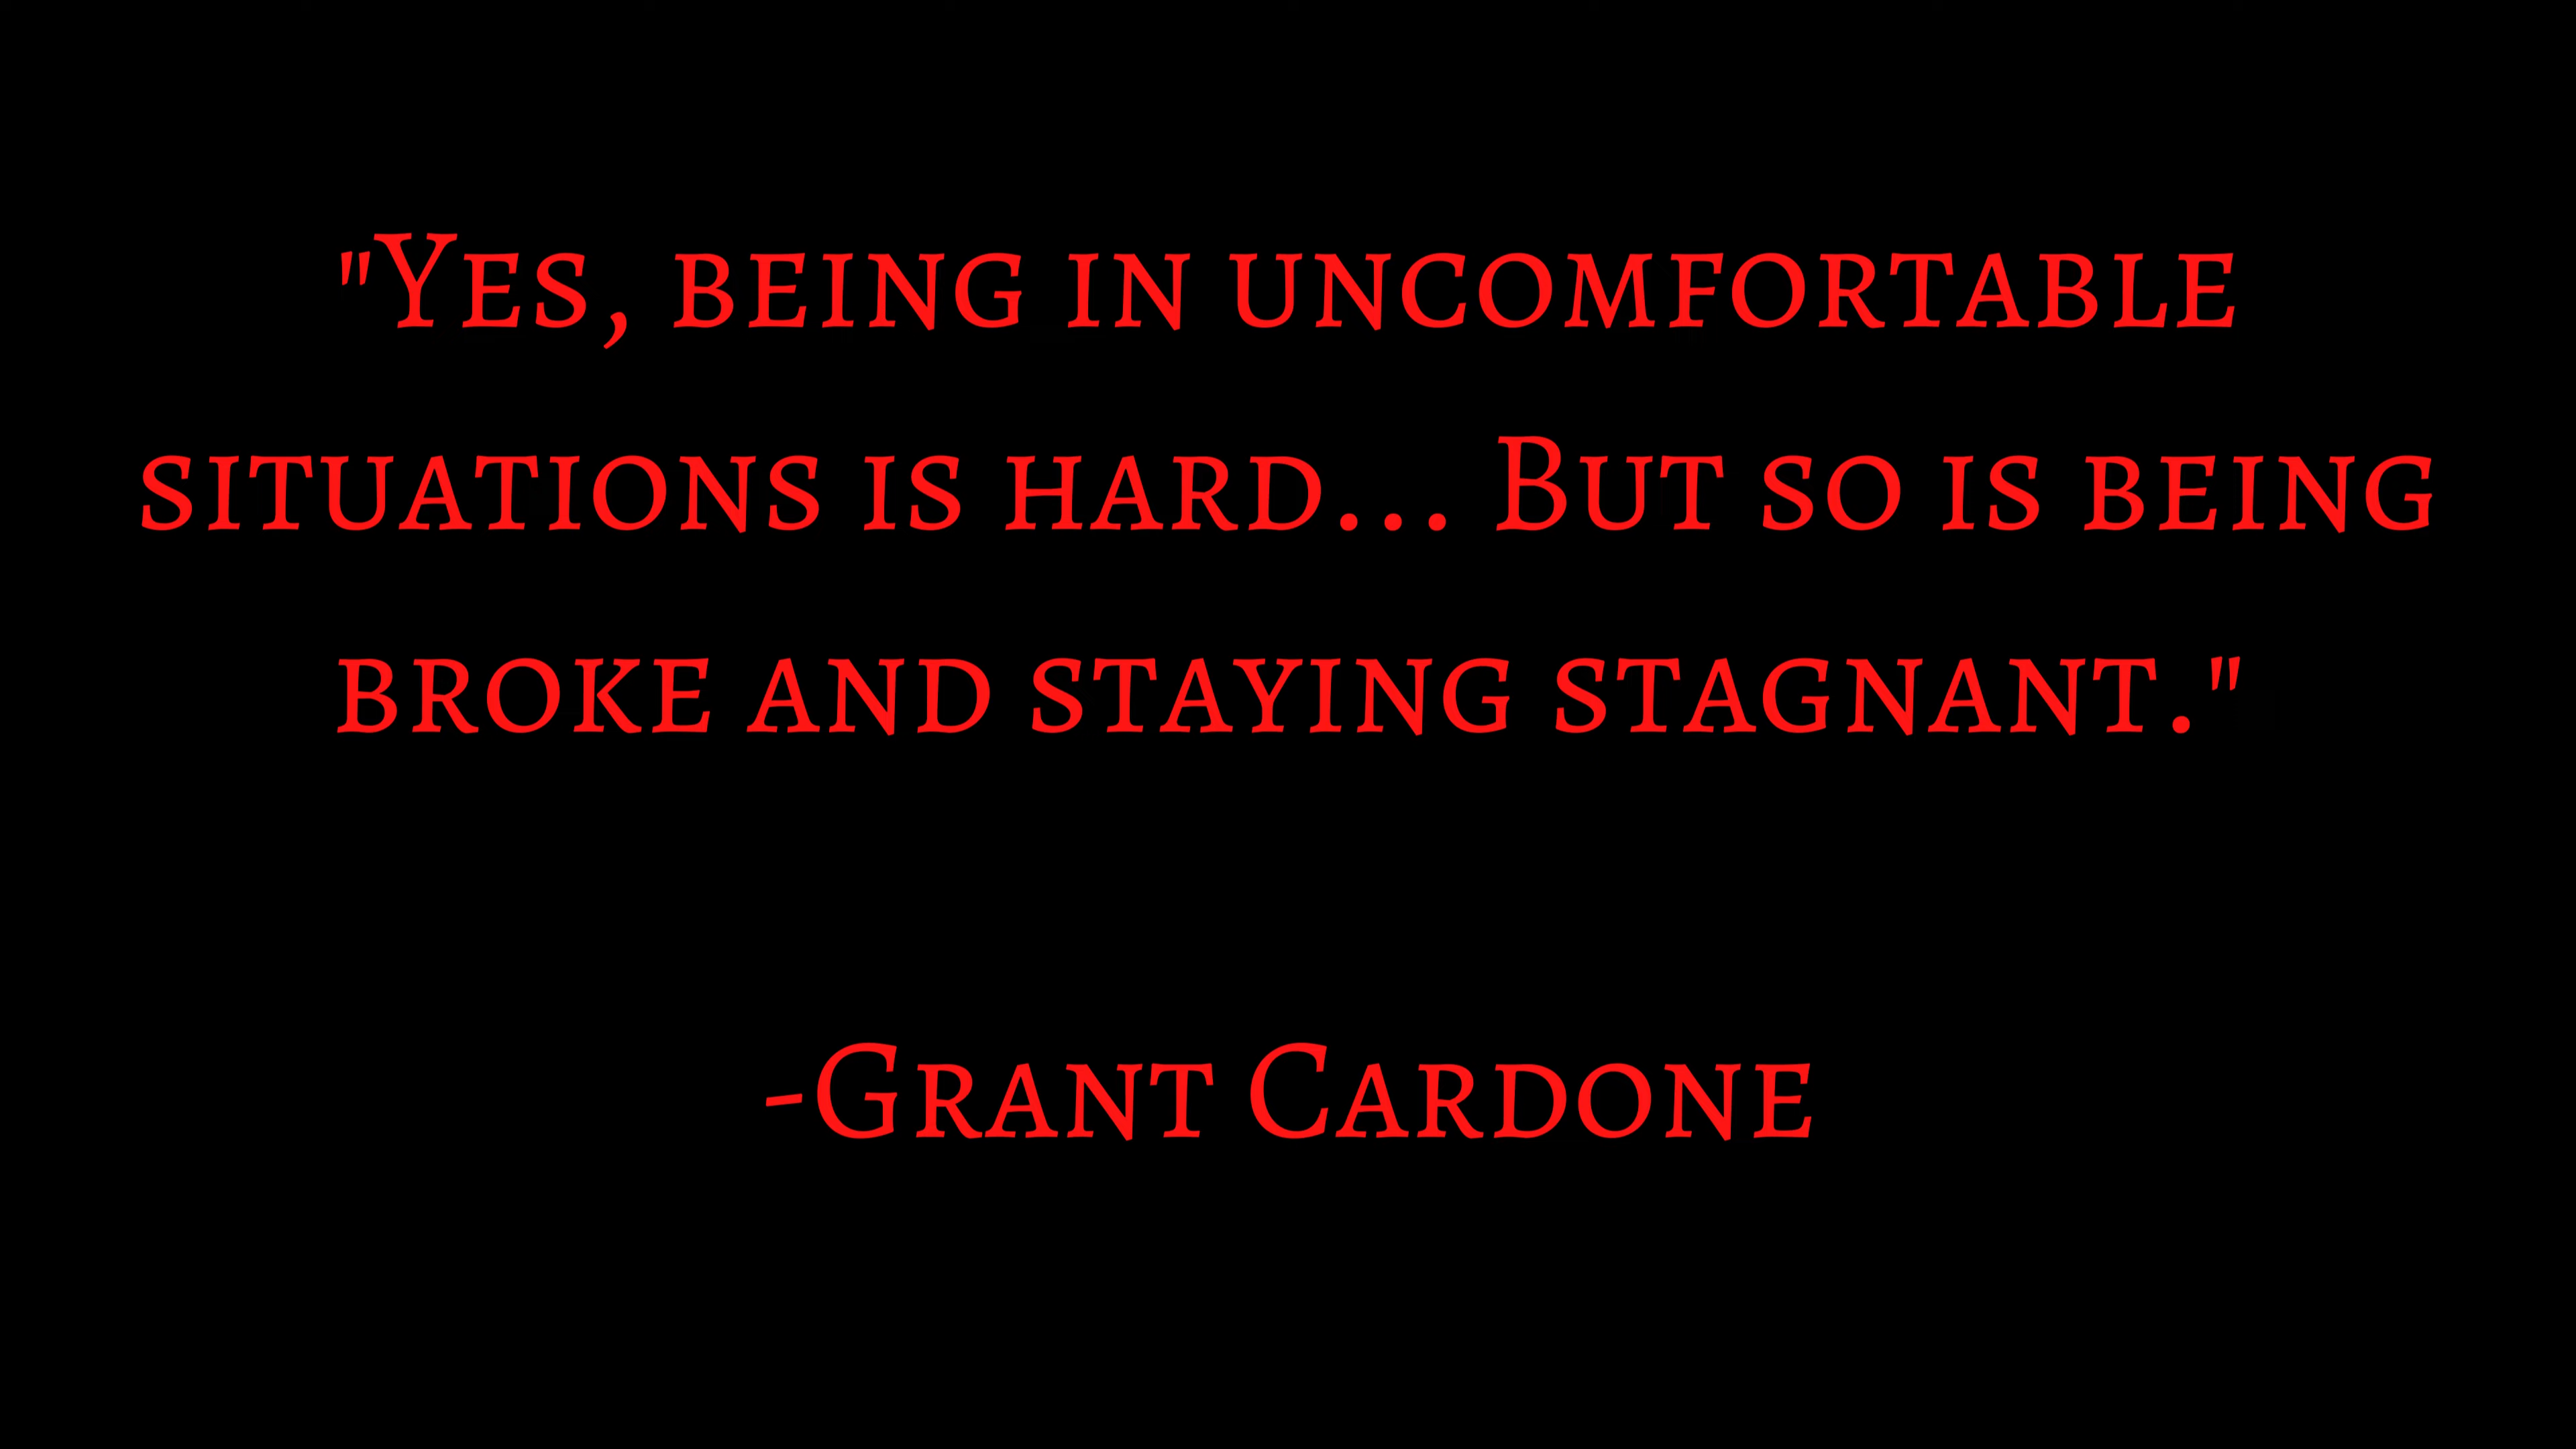 "Yes, being in uncomfortable
situations is hard... But so is being
broke and staying stagnant."
-Grant Cardone